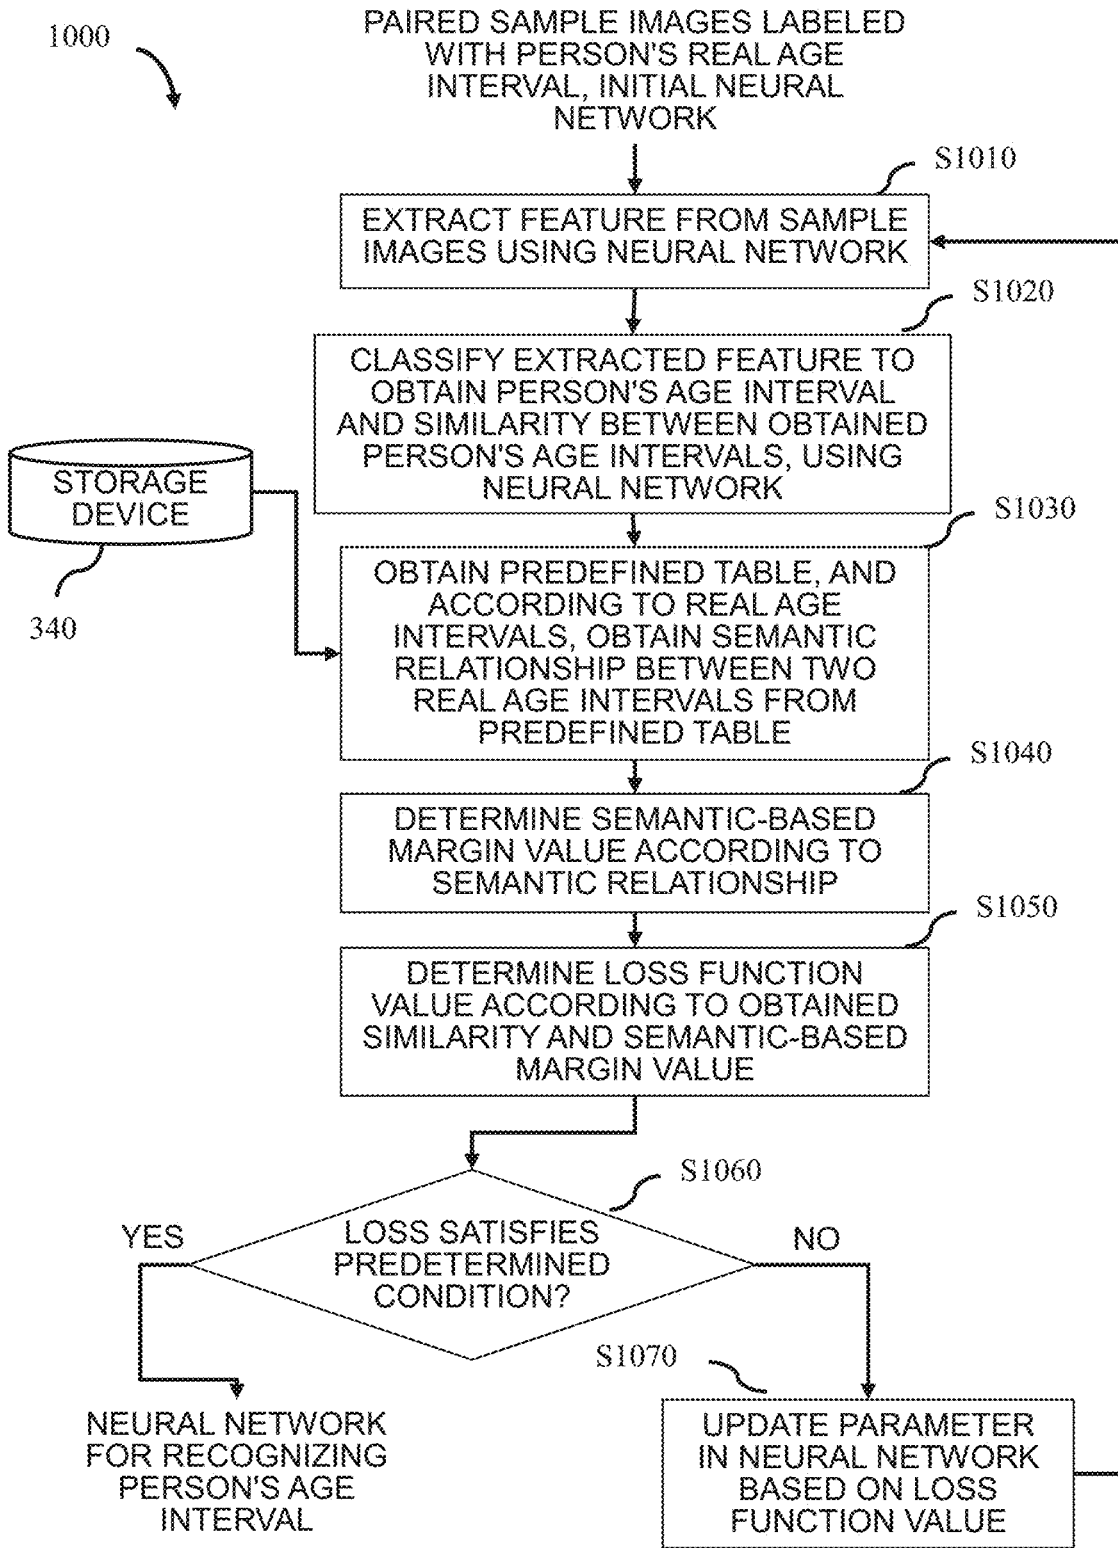 1000
PAIRED SAMPLE IMAGES LABELED
WITH PERSON'S REAL AGE
INTERVAL, INITIAL NEURAL
NETWORK
S1010
EXTRACT FEATURE FROM SAMPLE
IMAGES USING NEURAL NETWORK
S1020
CLASSIFY EXTRACTED FEATURE TO
OBTAIN PERSON'S AGE INTERVAL
AND SIMILARITY BETWEEN OBTAINED
PERSON'S AGE INTERVALS, USING
NEURAL NETWORK
STORAGE
DEVICE
340
S1030
OBTAIN PREDEFINED TABLE, AND
ACCORDING TO REAL AGE
INTERVALS, OBTAIN SEMANTIC
RELATIONSHIP BETWEEN TWO
REAL AGE INTERVALS FROM
PREDEFINED TABLE
S1040
DETERMINE SEMANTIC-BASED
MARGIN VALUE ACCORDING TO
SEMANTIC RELATIONSHIP
S1050
DETERMINE LOSS FUNCTION
VALUE ACCORDING TO OBTAINED
SIMILARITY AND SEMANTIC-BASED
MARGIN VALUE
S1060
LOSS SATISFIES
PREDETERMINED
CONDITION?
YES
NO
NEURAL NETWORK
FOR RECOGNIZING
PERSON'S AGE
INTERVAL
S1070
UPDATE PARAMETER
IN NEURAL NETWORK
BASED ON LOSS
FUNCTION VALUE